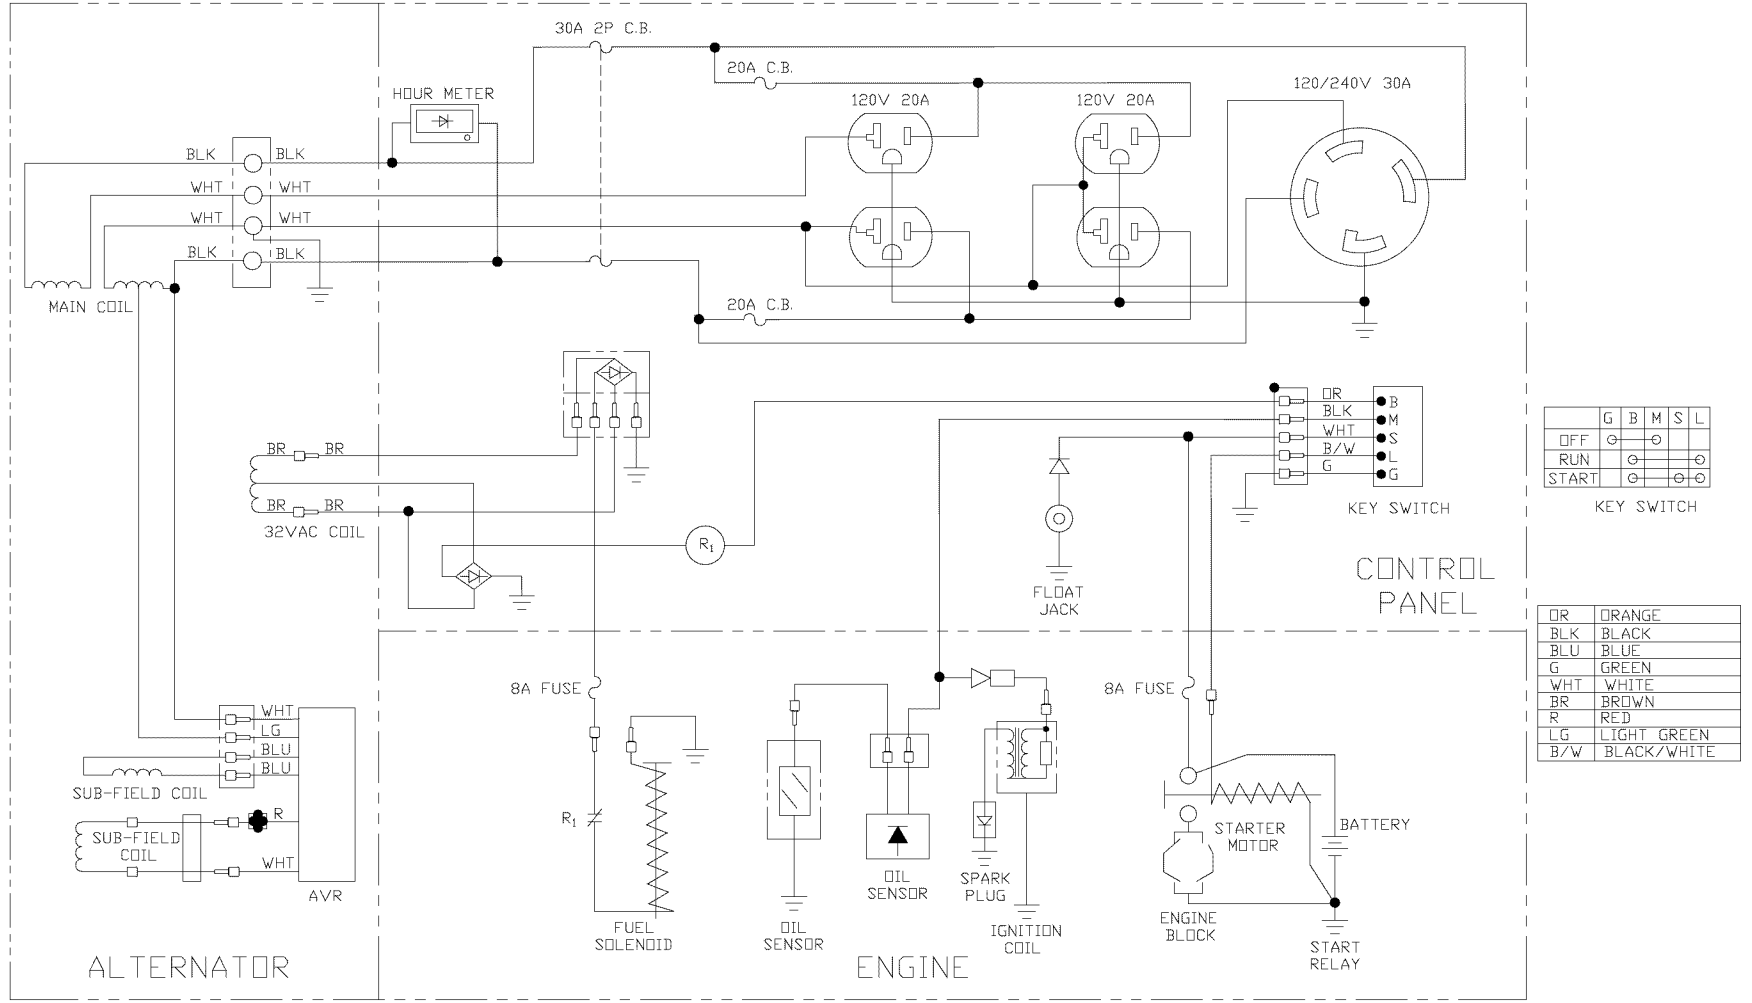 30A 2P C.B.
20A C.B.
HOUR METER
120V 20A
120V 20A
120/240V 30A
BLK
BLK
WHT
WHT
WHT
WHT
BLK
BLK
MAIN COIL
20A C.B.
BR
BR
BR
BR
32VAC COIL
R1
OR
BLK
WHT
B/W
G
B
M
S
L
G
KEY SWITCH
FLOAT
JACK
CONTROL
PANEL
G B M S L
OFF
RUN
START
KEY SWITCH
OR ORANGE
BLK BLACK
BLU BLUE
G GREEN
WHT WHITE
BR BROWN
R RED
LG LIGHT GREEN
B/W BLACK/WHITE
WHT
LG
BLU
BLU
SUB-FIELD COIL
R
SUB-FIELD
COIL
WHT
AVR
ALTERNATOR
8A FUSE
R1
FUEL
SOLENOID
OIL
SENSOR
OIL
SENSOR
SPARK
PLUG
IGNITION
COIL
ENGINE
8A FUSE
STARTER
MOTOR
BATTERY
ENGINE
BLOCK
START
RELAY